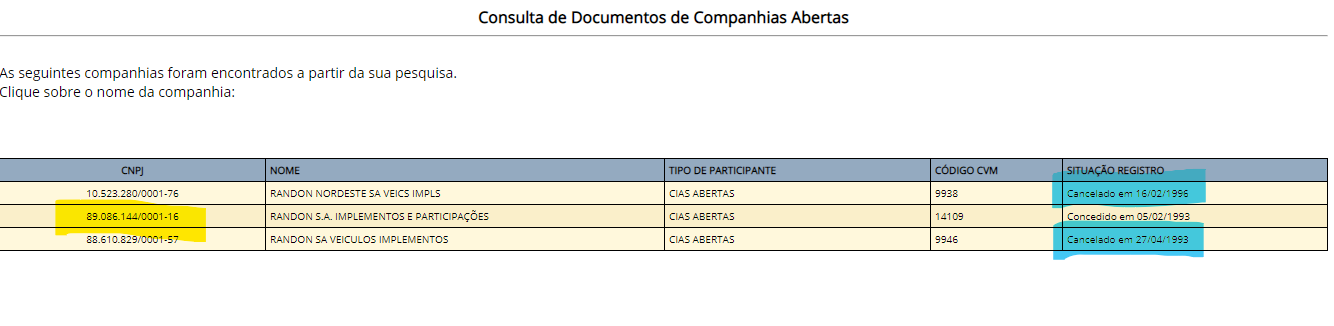 Consulta de Documentos de Companhias Abertas
As seguintes companhias foram encontrados a partir da sua pesquisa.
Clique sobre o nome da companhia:
CNPJ NOME TIPO DE PARTICIPANTE CÓDIGO CVM SITUAÇÃO REGISTRO
10.523.280/0001-76 RANDON NORDESTE SA VEICS IMPLS CIAS ABERTAS 9938 Cancelado em 16/02/1996
89.086.144/0001-16 RANDON S.A. IMPLEMENTOS E PARTICIPAÇÕES CIAS ABERTAS 14109 Concedido em 05/02/1993
88.610.829/0001-57 RANDON SA VEICULOS IMPLEMENTOS CIAS ABERTAS 9946 Cancelado em 27/04/1993